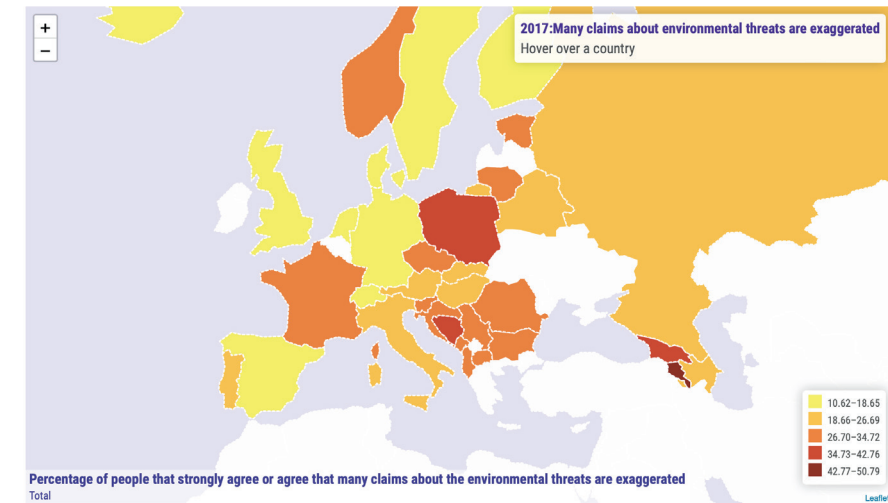 +
−
2017:Many claims about environmental threats are exaggerated
Hover over a country
10.62–18.65
18.66–26.69
26.70–34.72
34.73–42.76
42.77–50.79
Percentage of people that strongly agree or agree that many claims about the environmental threats are exaggerated
Total
Leaflet